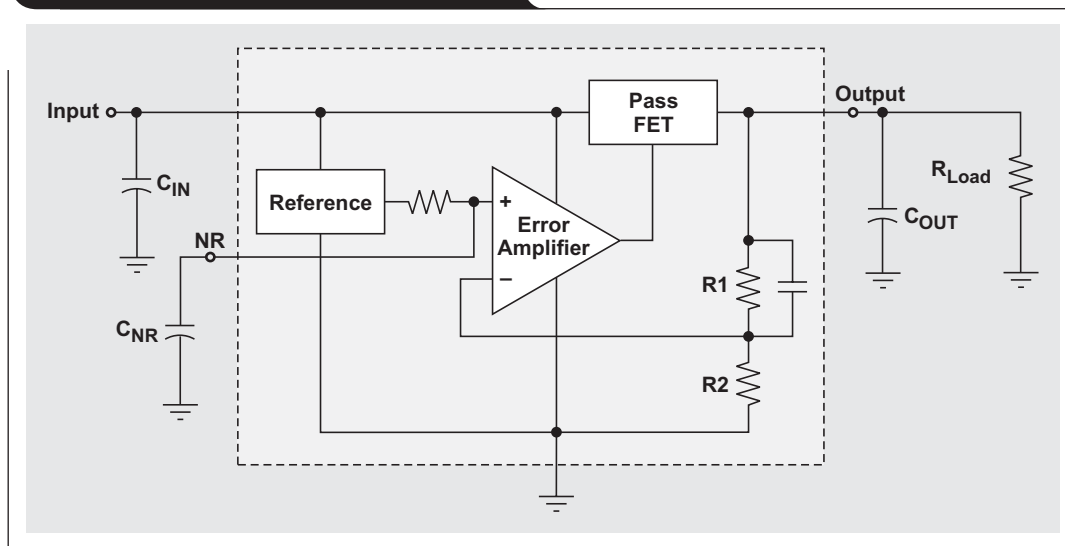 Input
C_IN
NR
C_NR
Reference
+
Error
Amplifier
–
Pass
FET
R1
R2
Output
C_OUT
R_Load